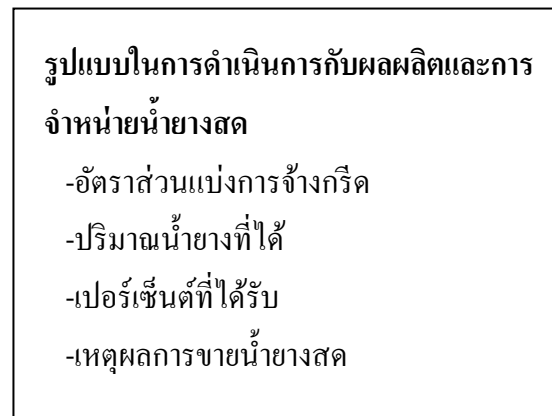 รูปแบบในการดำเนินการกับผลผลิตและการ
จำหน่ายน้ำยางสด
-อัตราส่วนแบ่งการจ้างกรีด
-ปริมาณน้ำยางที่ได้
-เปอร์เซ็นต์ที่ได้รับ
-เหตุผลการขายน้ำยางสด